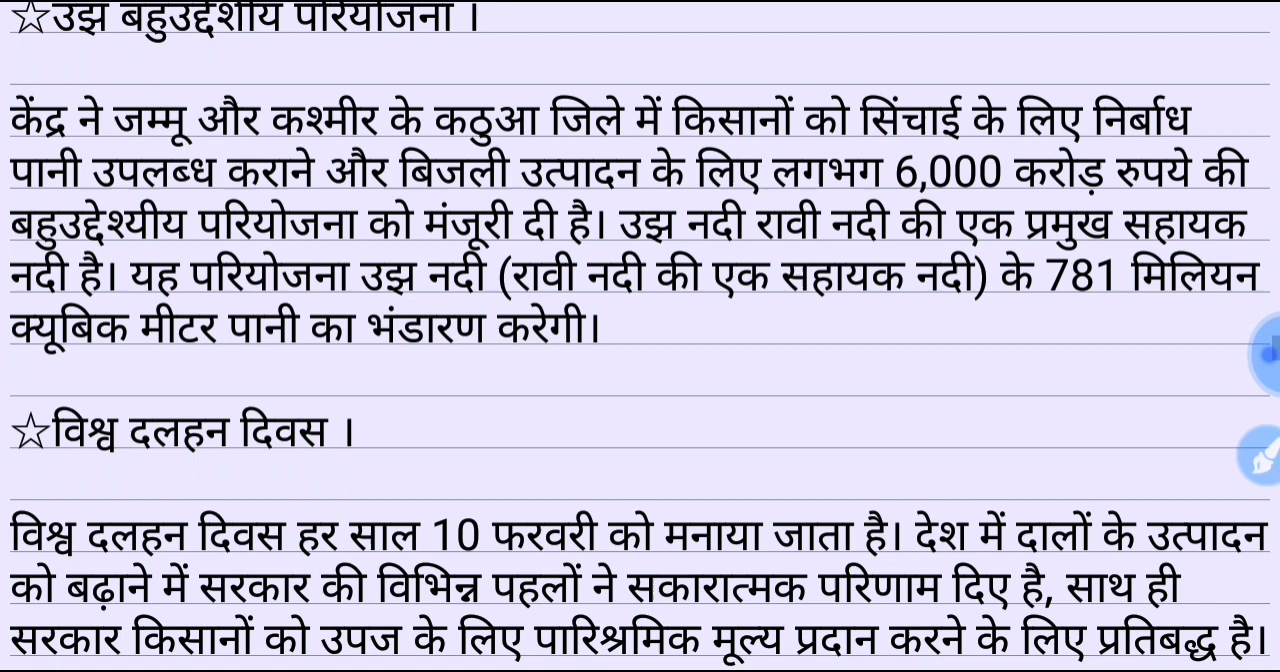 ☆उझ बहुउद्देशीय परियोजना ।
केंद्र ने जम्मू और कश्मीर के कठुआ जिले में किसानों को सिंचाई के लिए निर्बाध
पानी उपलब्ध कराने और बिजली उत्पादन के लिए लगभग 6,000 करोड़ रुपये की
बहुउद्देश्यीय परियोजना को मंजूरी दी है। उझ नदी रावी नदी की एक प्रमुख सहायक
नदी है। यह परियोजना उझ नदी (रावी नदी की एक सहायक नदी) के 781 मिलियन
क्यूबिक मीटर पानी का भंडारण करेगी।
☆विश्व दलहन दिवस ।
विश्व दलहन दिवस हर साल 10 फरवरी को मनाया जाता है। देश में दालों के उत्पादन
को बढ़ाने में सरकार की विभिन्न पहलों ने सकारात्मक परिणाम दिए है, साथ ही
सरकार किसानों को उपज के लिए पारिश्रमिक मूल्य प्रदान करने के लिए प्रतिबद्ध है।